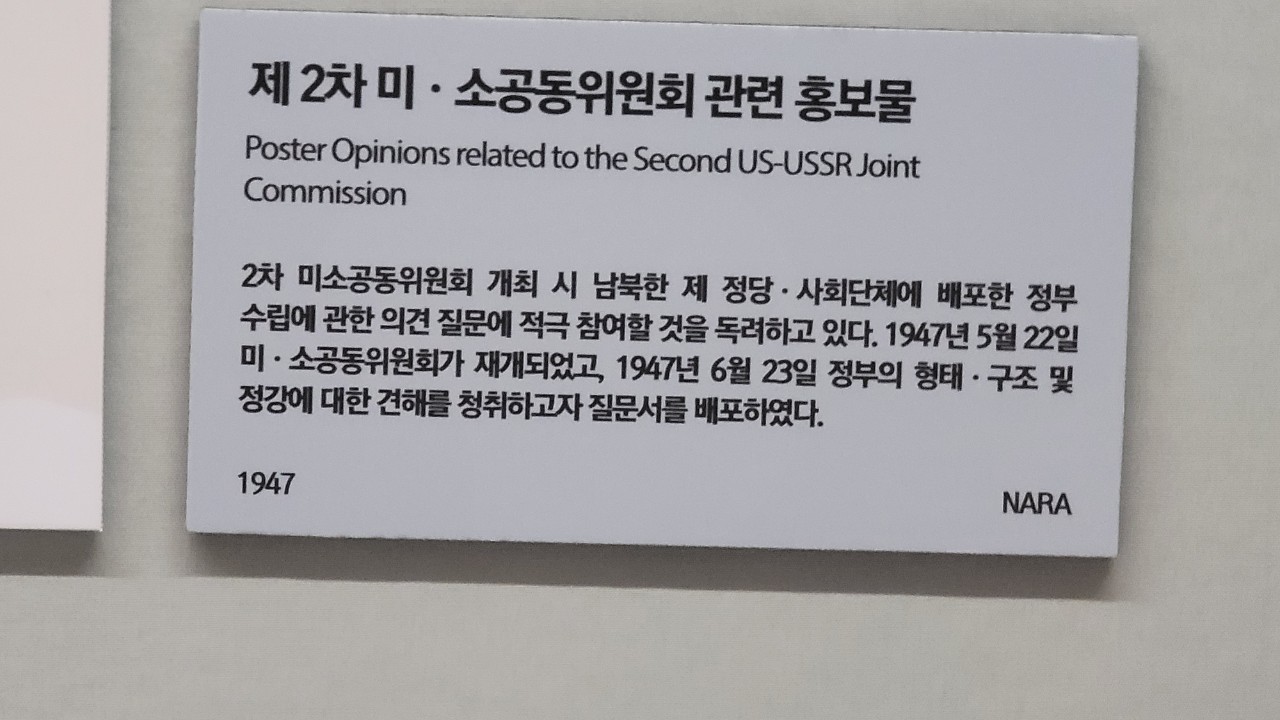 제 2차 미 · 소공동위원회 관련 홍보물
Poster Opinions related to the Second US-USSR Joint
Commission
2차 미소공동위원회 개최 시 남북한 제 정당 · 사회단체에 배포한 정부
수립에 관한 의견 질문에 적극 참여할 것을 독려하고 있다. 1947년 5월 22일
미 · 소공동위원회가 재개되었고, 1947년 6월 23일 정부의 형태 · 구조 및
정강에 대한 견해를 청취하고자 질문서를 배포하였다.
1947
NARA